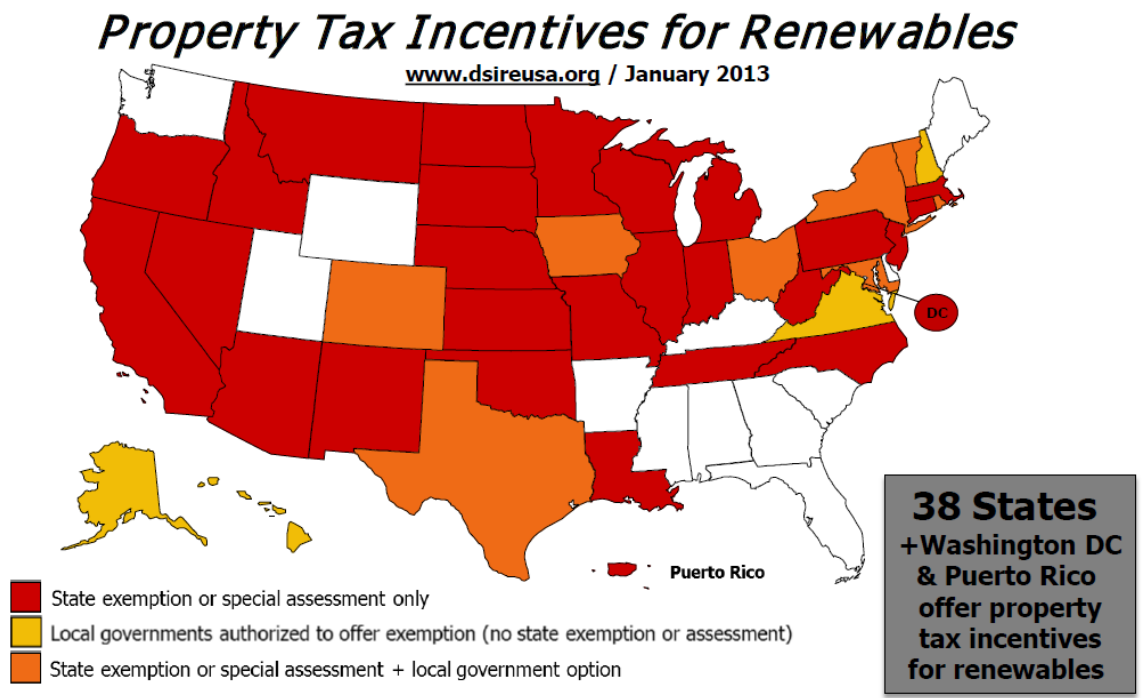 Property Tax Incentives for Renewables
www.dsireusa.org / January 2013
DC
38 States
+Washington DC
& Puerto Rico
offer property
tax incentives
for renewables
Puerto Rico
State exemption or special assessment only
Local governments authorized to offer exemption (no state exemption or assessment)
State exemption or special assessment + local government option